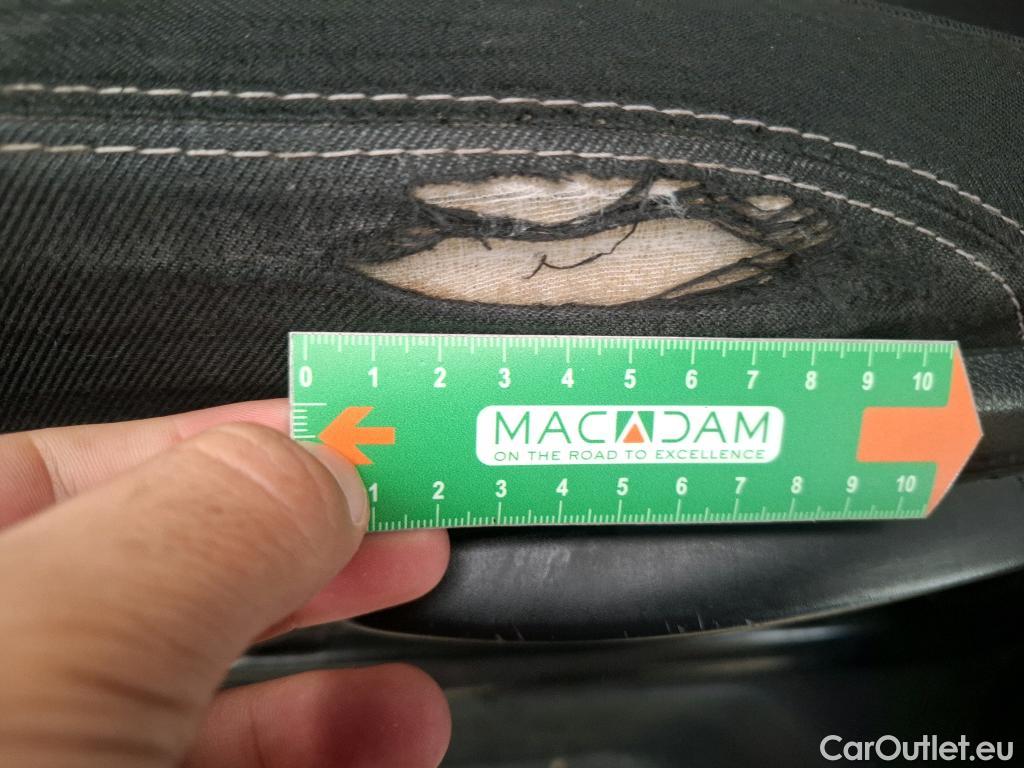 0 1 2 3 4 5 6 7 8 9 10
MACADAM
ON THE ROAD TO EXCELLENCE
1 2 3 4 5 6 7 8 9 10
CarOutlet.eu